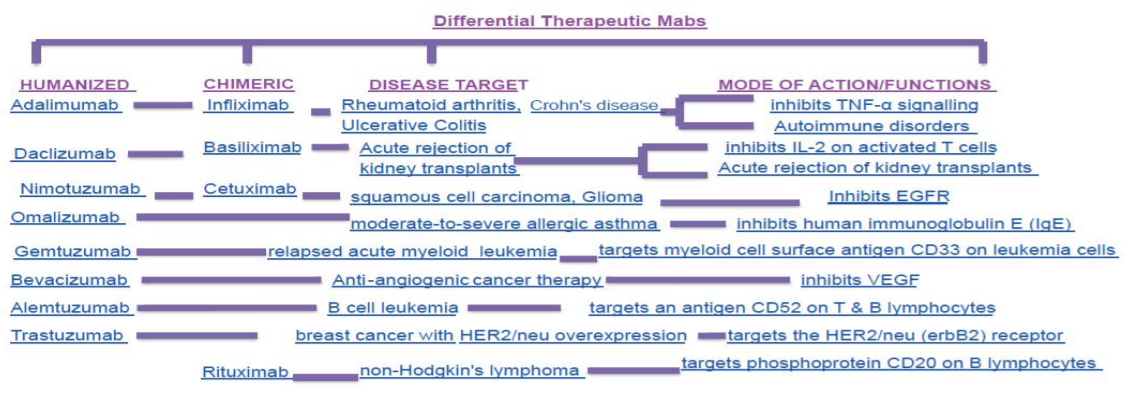 Differential Therapeutic Mabs
HUMANIZED CHIMERIC DISEASE TARGET MODE OF ACTION/FUNCTIONS
Adalimumab Infliximab Rheumatoid arthritis, Crohn's disease inhibits TNF-α signalling
Ulcerative Colitis Autoimmune disorders
Daclizumab Basiliximab Acute rejection of inhibits IL-2 on activated T cells
kidney transplants Acute rejection of kidney transplants
Nimotuzumab Cetuximab squamous cell carcinoma, Glioma Inhibits EGFR
Omalizumab moderate-to-severe allergic asthma inhibits human immunoglobulin E (IgE)
Gemtuzumab relapsed acute myeloid leukemia targets myeloid cell surface antigen CD33 on leukemia cells
Bevacizumab Anti-angiogenic cancer therapy inhibits VEGF
Alemtuzumab B cell leukemia targets an antigen CD52 on T & B lymphocytes
Trastuzumab breast cancer with HER2/neu overexpression targets the HER2/neu (erbB2) receptor
Rituximab non-Hodgkin's lymphoma targets phosphoprotein CD20 on B lymphocytes